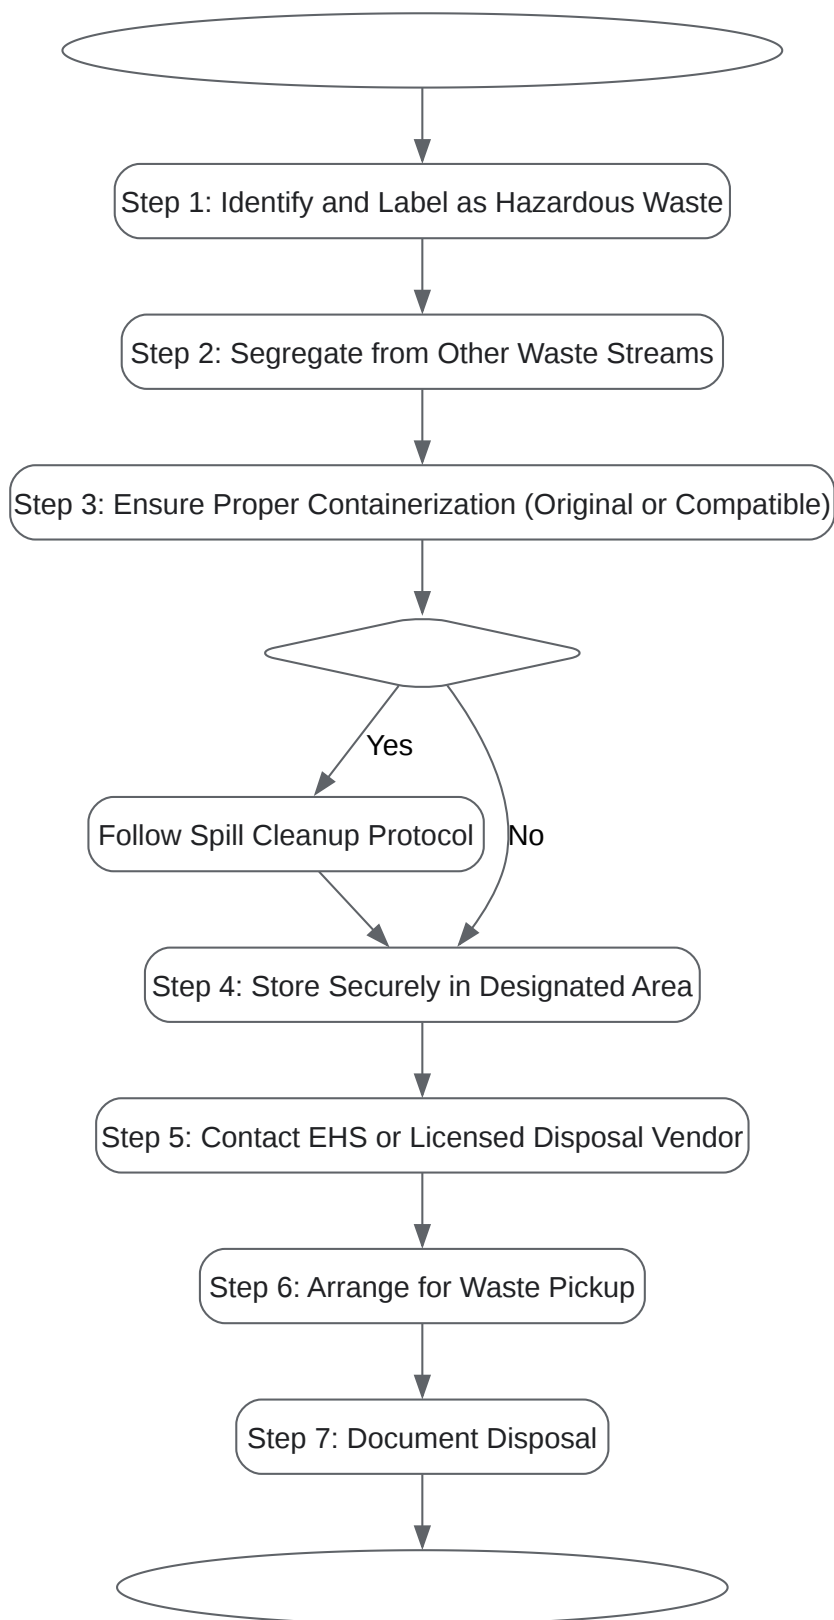 Step 1: Identify and Label as Hazardous Waste
Step 2: Segregate from Other Waste Streams
Step 3: Ensure Proper Containerization (Original or Compatible)
Yes
Follow Spill Cleanup Protocol
No
Step 4: Store Securely in Designated Area
Step 5: Contact EHS or Licensed Disposal Vendor
Step 6: Arrange for Waste Pickup
Step 7: Document Disposal